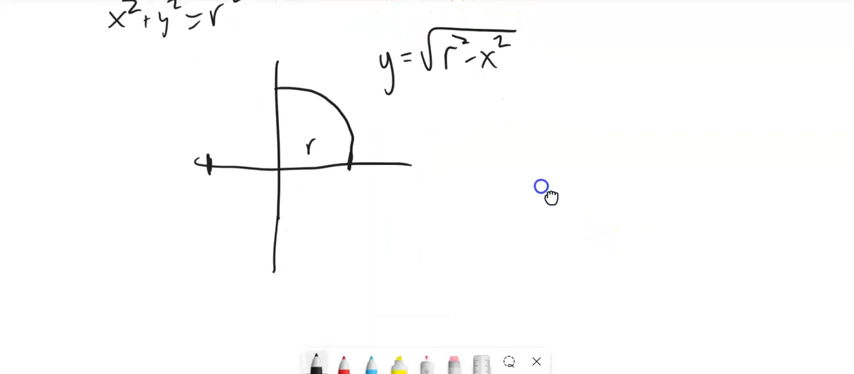 x²+y²=r²
y=√r²-x²
r